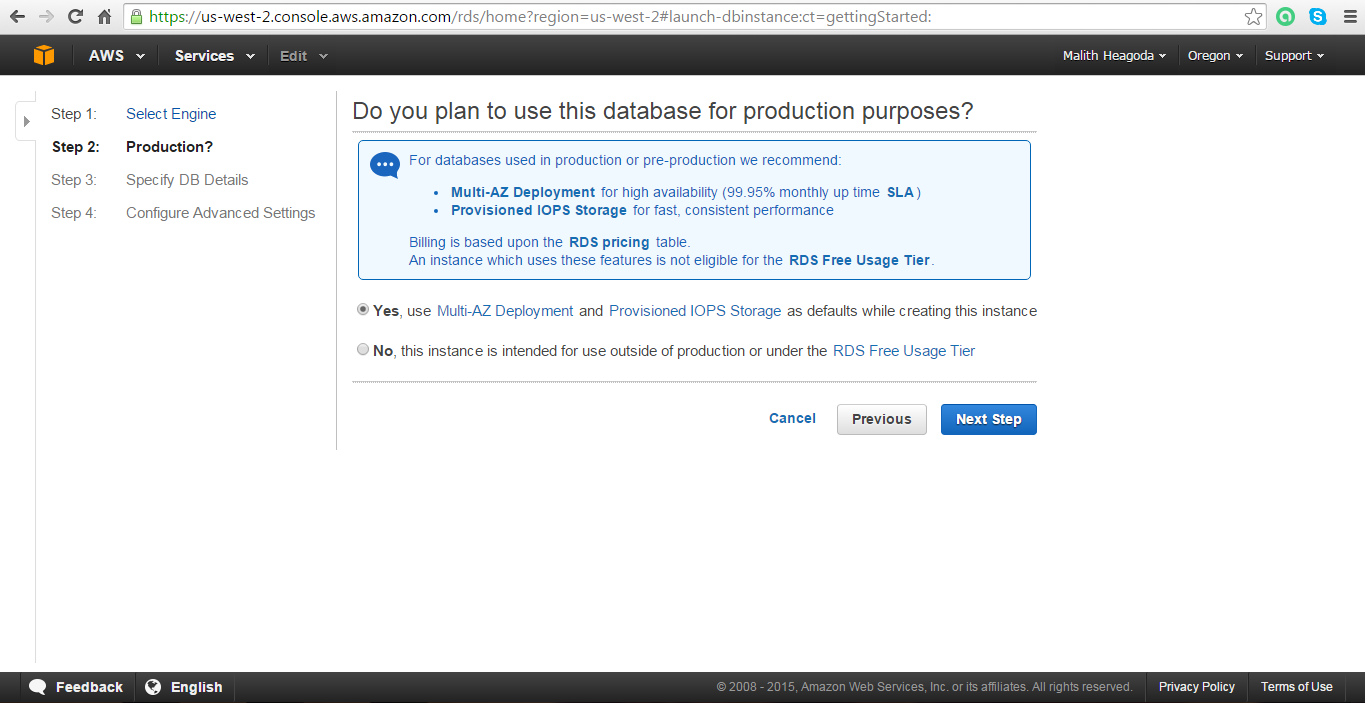 https://us-west-2.console.aws.amazon.com/rds/home?region=us-west-2#launch-dbinstance:ct=gettingStarted:
AWS Services Edit Malith Heagoda Oregon Support
Step 1: Select Engine
Step 2: Production?
Step 3: Specify DB Details
Step 4: Configure Advanced Settings
Do you plan to use this database for production purposes?
For databases used in production or pre-production we recommend:
• Multi-AZ Deployment for high availability (99.95% monthly up time SLA )
• Provisioned IOPS Storage for fast, consistent performance
Billing is based upon the RDS pricing table.
An instance which uses these features is not eligible for the RDS Free Usage Tier.
Yes, use Multi-AZ Deployment and Provisioned IOPS Storage as defaults while creating this instance
No, this instance is intended for use outside of production or under the RDS Free Usage Tier
Cancel Previous Next Step
Feedback English © 2008 - 2015, Amazon Web Services, Inc. or its affiliates. All rights reserved. Privacy Policy Terms of Use